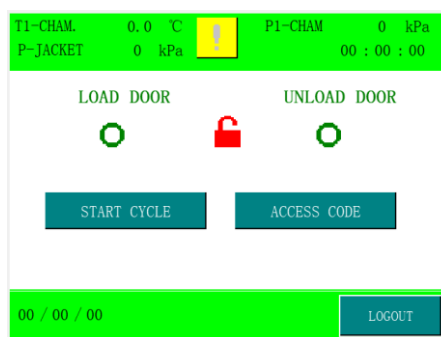 T1-CHAM. 0.0 ℃ P1-CHAM 0 kPa
P-JACKET 0 kPa ! 00 : 00 : 00
LOAD DOOR UNLOAD DOOR
START CYCLE ACCESS CODE
00 / 00 / 00 LOGOUT